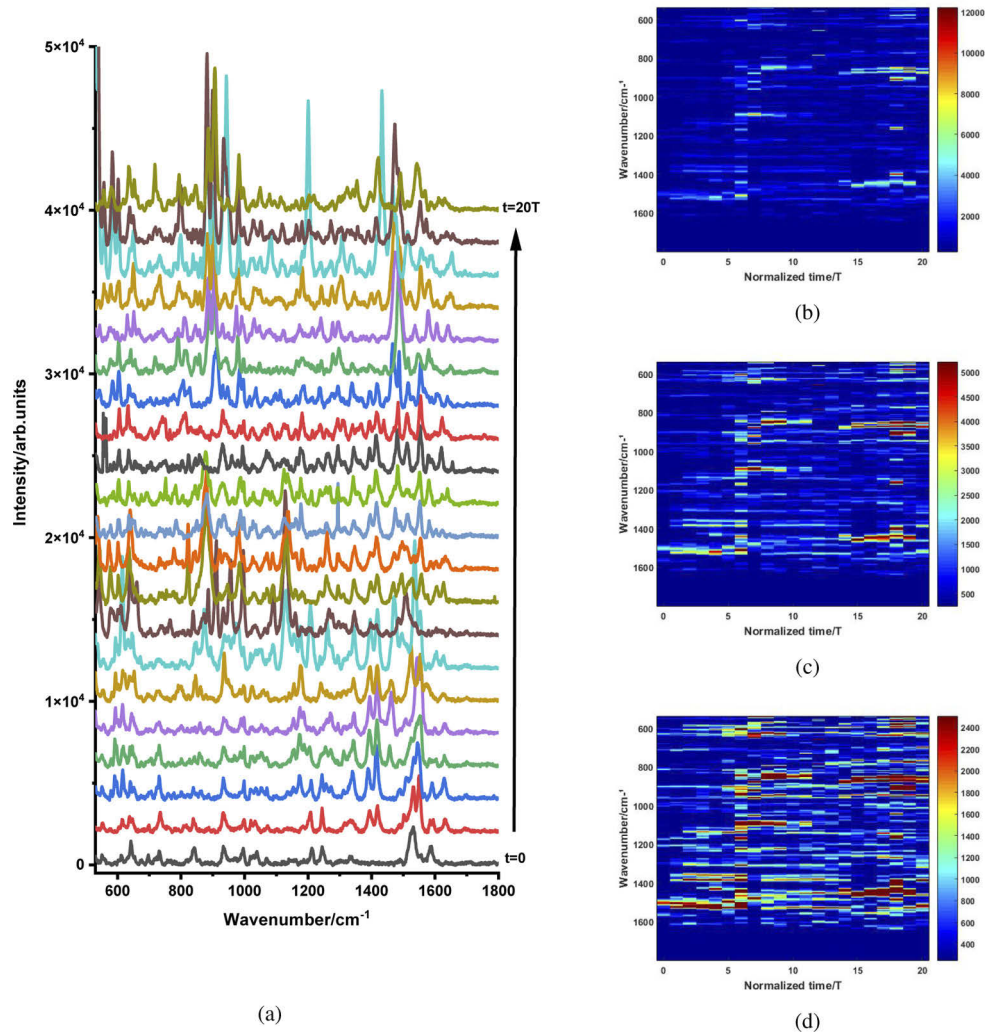 5×10⁴
4×10⁴
3×10⁴
2×10⁴
1×10⁴
0
Intensity/arb.units
t=20T
t=0
600 800 1000 1200 1400 1600 1800
Wavenumber/cm⁻¹
(a)
600
800
1000
1200
1400
1600
Wavenumber/cm⁻¹
0 5 10 15 20
Normalized time/T
12000
10000
8000
6000
4000
2000
(b)
600
800
1000
1200
1400
1600
Wavenumber/cm⁻¹
0 5 10 15 20
Normalized time/T
5000
4500
4000
3500
3000
2500
2000
1500
1000
500
(c)
600
800
1000
1200
1400
1600
Wavenumber/cm⁻¹
0 5 10 15 20
Normalized time/T
2400
2200
2000
1800
1600
1400
1200
1000
800
600
400
(d)